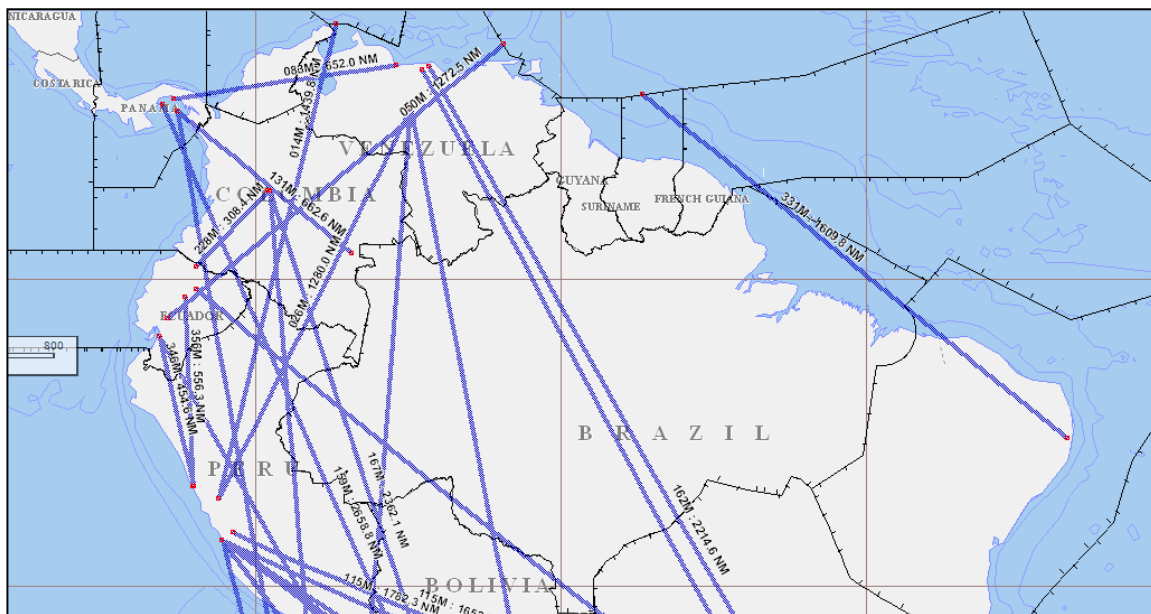 NICARAGUA
COSTA RICA
PANAMA
083M : 552.0 NM
014M : 1439.8 NM
050M : 1272.5 NM
VENEZUELA
COLOMBIA
131M : 662.6 NM
228M : 308.4 NM
GUYANA
SURINAME
FRENCH GUIANA
331M : 1609.8 NM
026M : 1280.0 NM
ECUADOR
800
356M : 556.3 NM
346M : 454.6 NM
BRAZIL
PERU
159M : 2658.8 NM
167M : 2362.1 NM
162M : 2214.6 NM
115M : 1782.3 NM
BOLIVIA